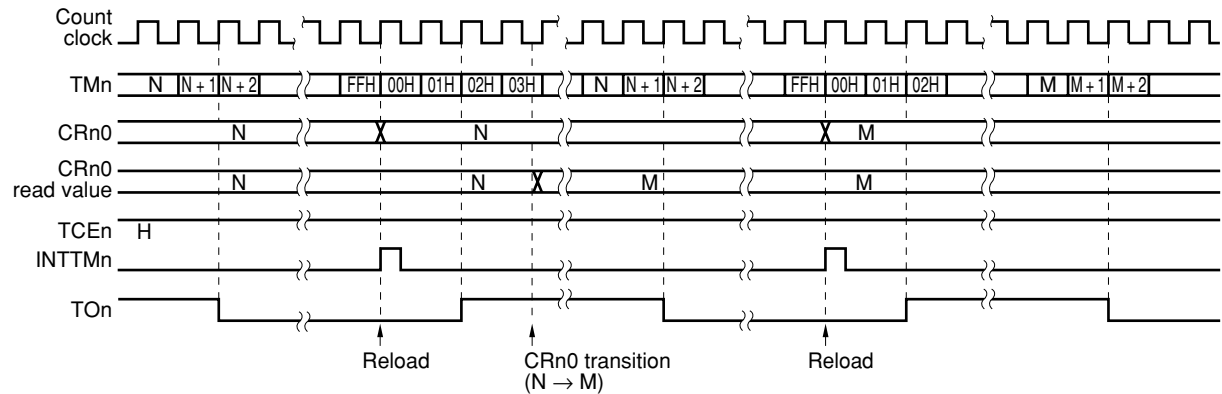 Count
clock
TMn N N + 1 N + 2 FFH 00H 01H 02H 03H N N + 1 N + 2 FFH 00H 01H 02H M M + 1 M + 2
CRn0 N N M
CRn0
read value N N M M
TCEn
H
INTTMn
TOn
Reload CRn0 transition Reload
(N → M)